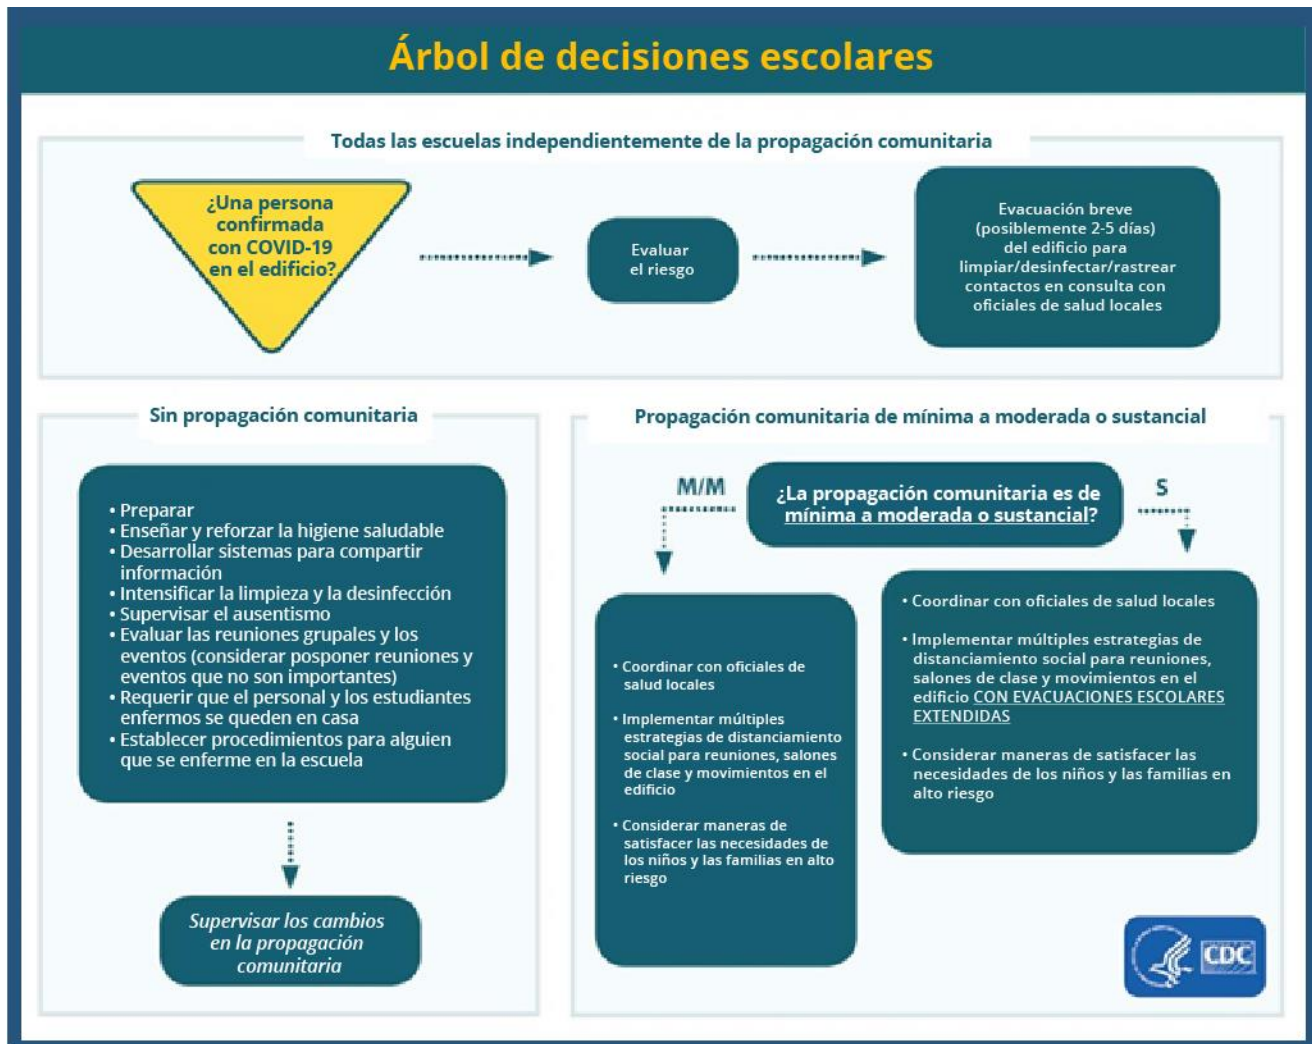 Árbol de decisiones escolares
Todas las escuelas independientemente de la propagación comunitaria
¿Una persona
confirmada
con COVID-19
en el edificio?
Evaluar
el riesgo
Evacuación breve
(posiblemente 2-5 días)
del edificio para
limpiar/desinfectar/rastrear
contactos en consulta con
oficiales de salud locales
Sin propagación comunitaria
• Preparar
• Enseñar y reforzar la higiene saludable
• Desarrollar sistemas para compartir
información
• Intensificar la limpieza y la desinfección
• Supervisar el ausentismo
• Evaluar las reuniones grupales y los
eventos (considerar posponer reuniones y
eventos que no son importantes)
• Requerir que el personal y los estudiantes
enfermos se queden en casa
• Establecer procedimientos para alguien
que se enferme en la escuela
Supervisar los cambios
en la propagación
comunitaria
Propagación comunitaria de mínima a moderada o sustancial
M/M
¿La propagación comunitaria es de
mínima a moderada o sustancial?
S
• Coordinar con oficiales de
salud locales
• Implementar múltiples
estrategias de distanciamiento
social para reuniones, salones
de clase y movimientos en el
edificio
• Considerar maneras de
satisfacer las necesidades de
los niños y las familias en alto
riesgo
• Coordinar con oficiales de salud locales
• Implementar múltiples estrategias de
distanciamiento social para reuniones,
salones de clase y movimientos en el
edificio CON EVACUACIONES ESCOLARES
EXTENDIDAS
• Considerar maneras de satisfacer las
necesidades de los niños y las familias en
alto riesgo
CDC